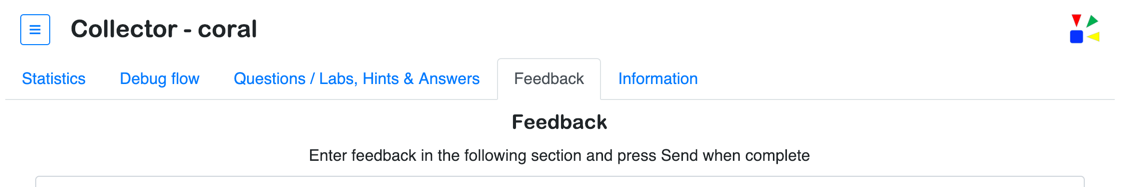 Collector - coral
Statistics Debug flow Questions / Labs, Hints & Answers Feedback Information
Feedback
Enter feedback in the following section and press Send when complete